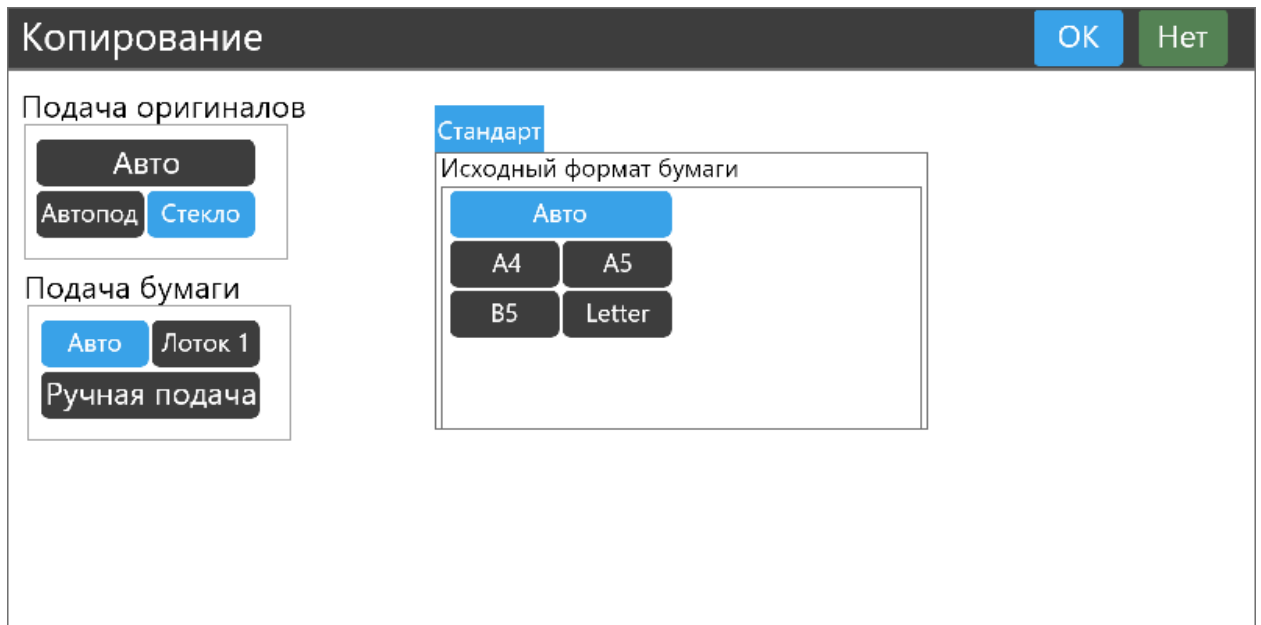 Копирование
OK
Нет
Подача оригиналов
Авто
Автопод
Стекло
Подача бумаги
Авто
Лоток 1
Ручная подача
Стандарт
Исходный формат бумаги
Авто
A4
A5
B5
Letter